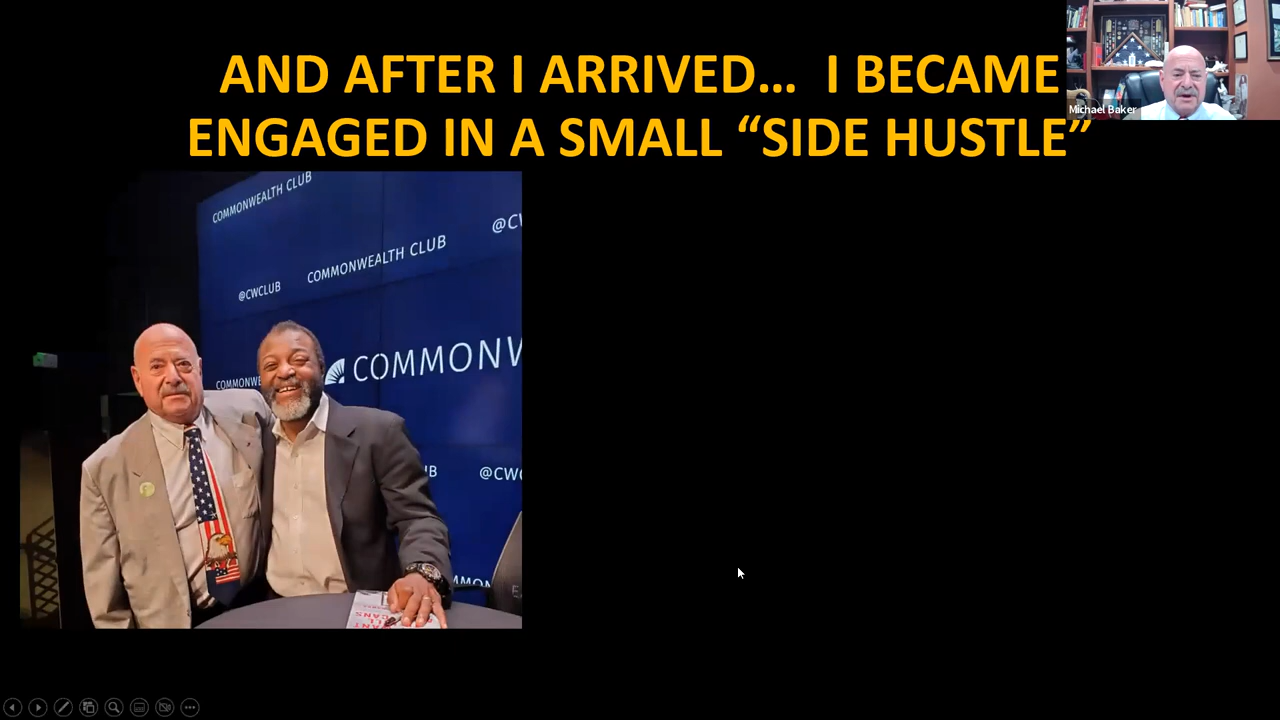 AND AFTER I ARRIVED… I BECAME
ENGAGED IN A SMALL “SIDE HUSTLE”
Michael Baker
COMMONWEALTH CLUB
@CW
COMMONWEALTH CLUB
@CWCLUB
COMMONW
COMMONWE
@CW